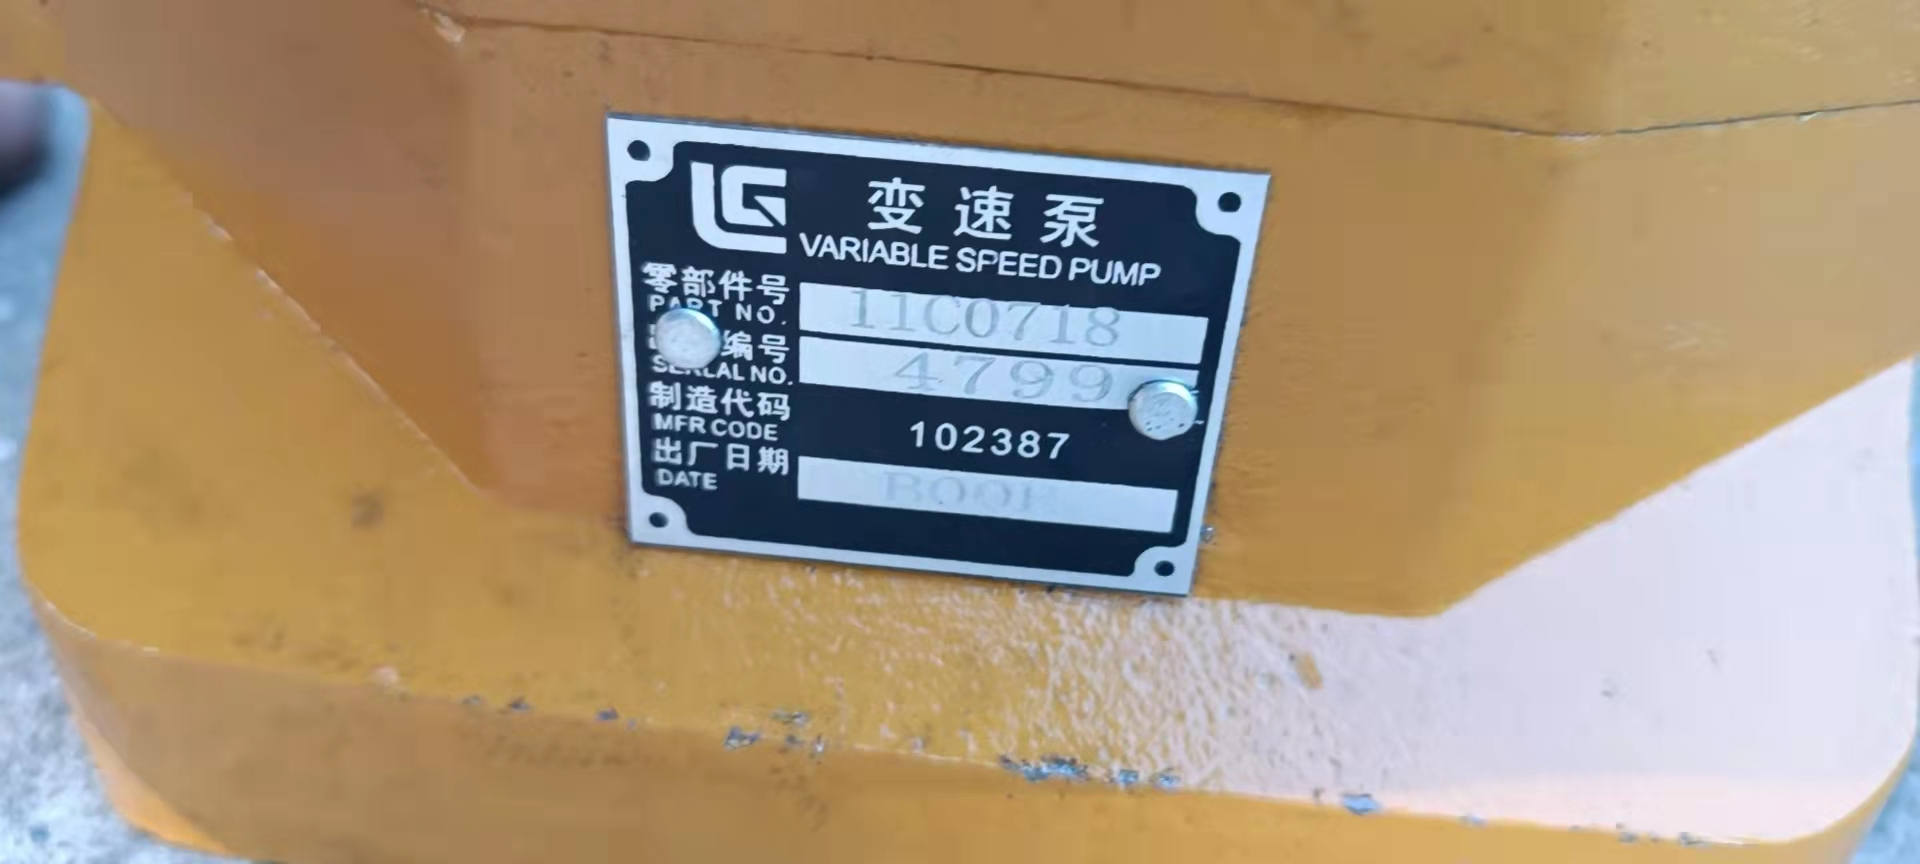 LG 变速泵
VARIABLE SPEED PUMP
零部件号 11C0718
PART NO.
编号 4799
SERLAL NO.
制造代码 102387
MFR CODE
出厂日期
DATE